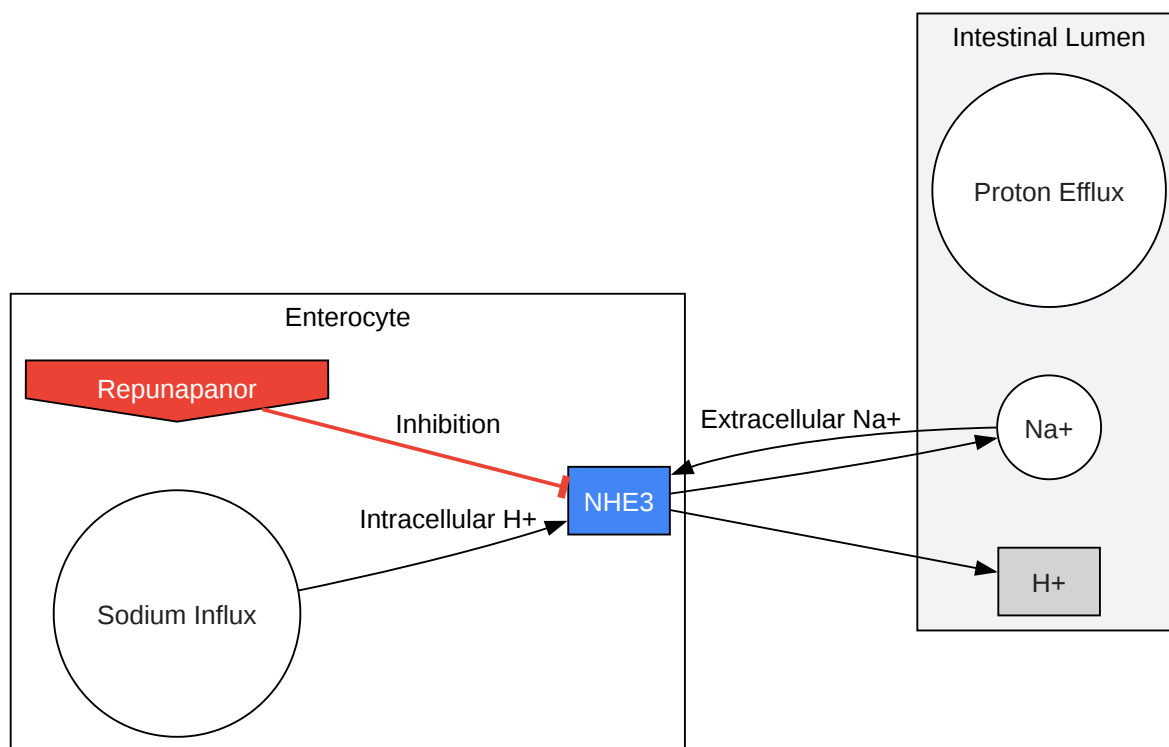 Intestinal Lumen
Proton Efflux
Enterocyte
Repunapanor
Inhibition
Extracellular Na+
Na+
NHE3
Intracellular H+
H+
Sodium Influx